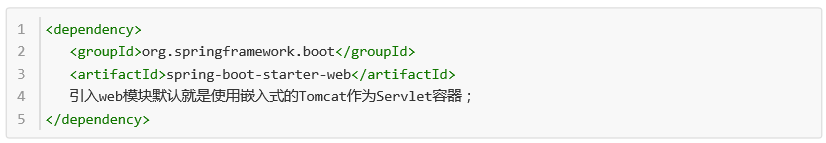 1 <dependency>
2 <groupId>org.springframework.boot</groupId>
3 <artifactId>spring-boot-starter-web</artifactId>
4 引入web模块默认就是使用嵌入式的Tomcat作为Servlet容器；
5 </dependency>